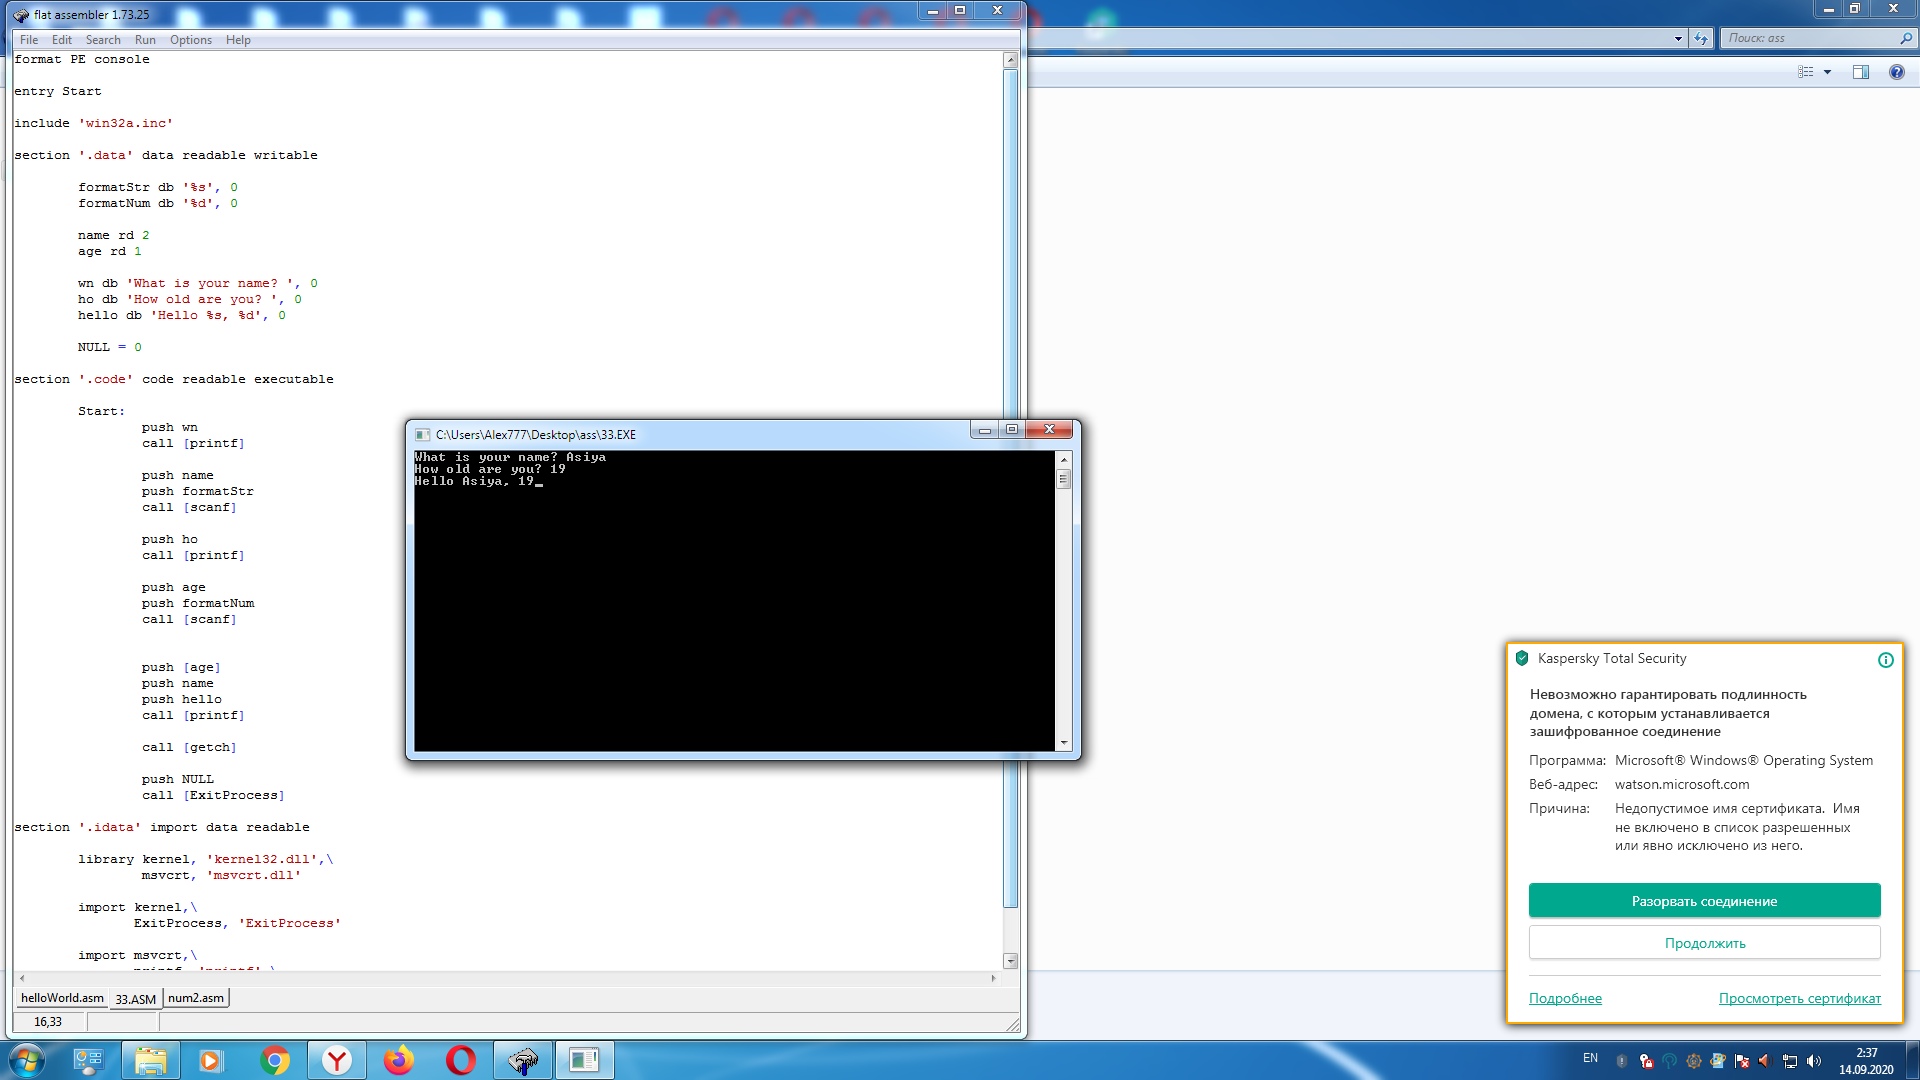 flat assembler 1.73.25
File Edit Search Run Options Help
Поиск: ass
format PE console
entry Start
include 'win32a.inc'
section '.data' data readable writable
formatStr db '%s', 0
formatNum db '%d', 0
name rd 2
age rd 1
wn db 'What is your name? ', 0
ho db 'How old are you? ', 0
hello db 'Hello %s, %d', 0
NULL = 0
section '.code' code readable executable
Start:
push wn
call [printf]
push name
push formatStr
call [scanf]
push ho
call [printf]
push age
push formatNum
call [scanf]
push [age]
push name
push hello
call [printf]
call [getch]
push NULL
call [ExitProcess]
section '.idata' import data readable
library kernel, 'kernel32.dll',\
msvcrt, 'msvcrt.dll'
import kernel,\
ExitProcess, 'ExitProcess'
import msvcrt,\
printf, 'printf',\
helloWorld.asm 33.ASM num2.asm
16,33
C:\Users\Alex777\Desktop\ass\33.EXE
What is your name? Asiya
How old are you? 19
Hello Asiya, 19_
Kaspersky Total Security
Невозможно гарантировать подлинность
домена, с которым устанавливается
зашифрованное соединение
Программа: Microsoft® Windows® Operating System
Веб-адрес: watson.microsoft.com
Причина: Недопустимое имя сертификата. Имя
не включено в список разрешенных
или явно исключено из него.
Разорвать соединение
Продолжить
Подробнее Просмотреть сертификат
EN
2:37
14.09.2020